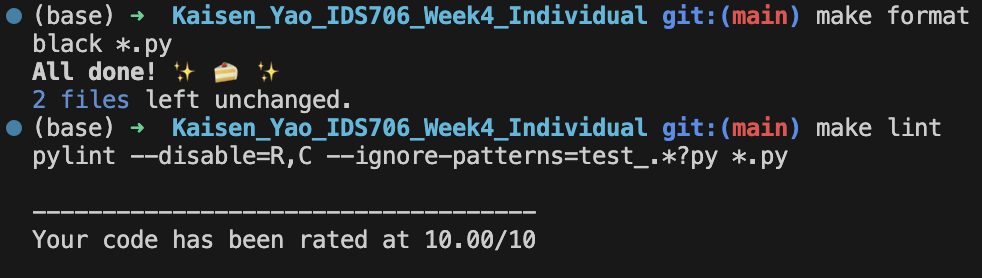 (base) ➜ Kaisen_Yao_IDS706_Week4_Individual git:(main) make format
black *.py
All done! ✨ 🍰 ✨
2 files left unchanged.
(base) ➜ Kaisen_Yao_IDS706_Week4_Individual git:(main) make lint
pylint --disable=R,C --ignore-patterns=test_.*?py *.py
------------------------------------
Your code has been rated at 10.00/10